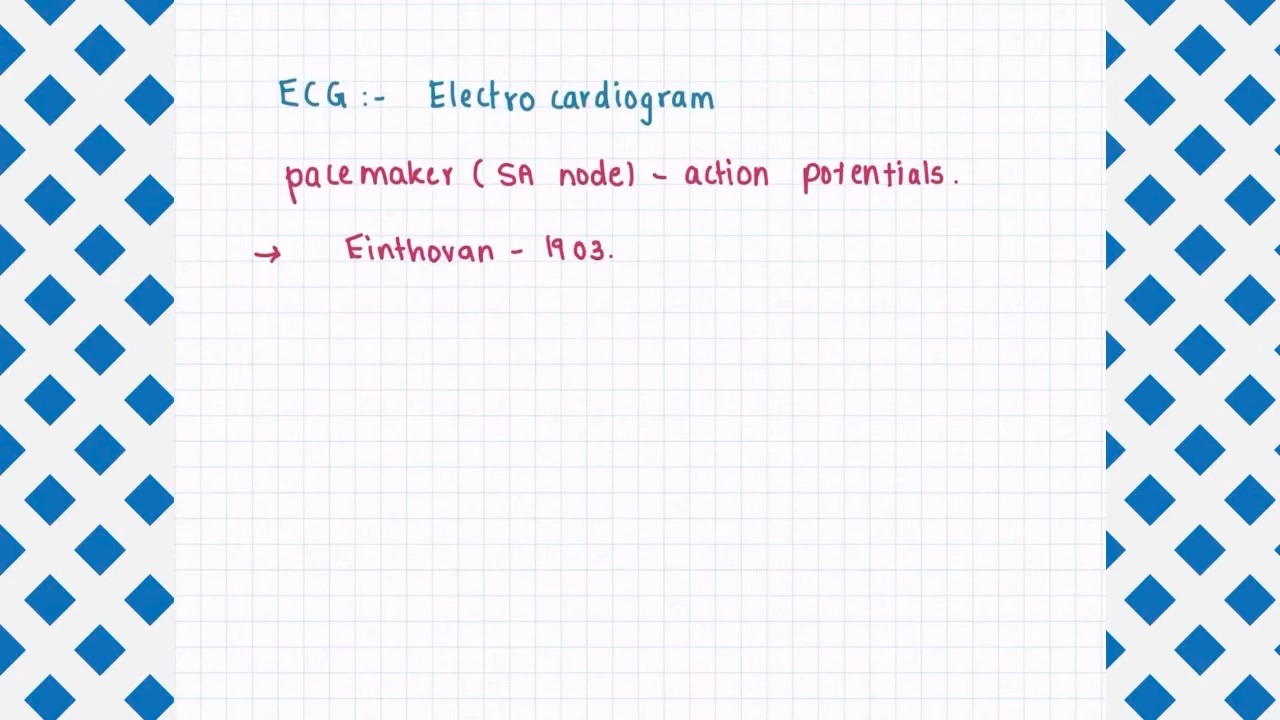 ECG :- Electro cardiogram
pacemaker ( SA node) - action potentials.
→ Einthovan - 1903.